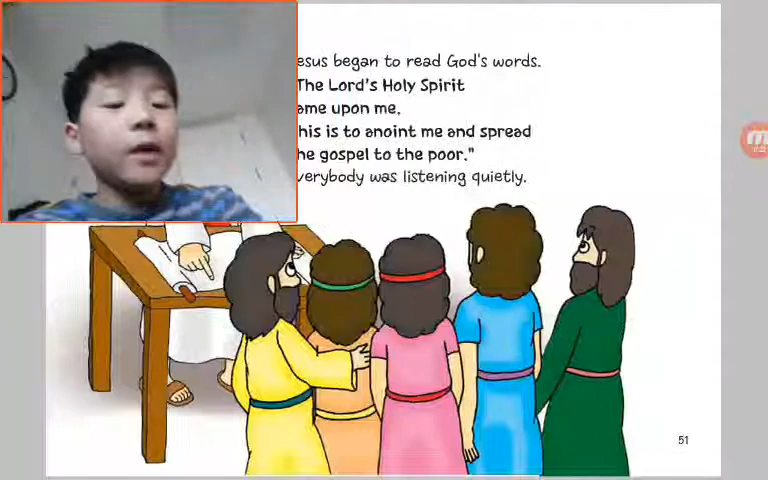 esus began to read God's words.
The Lord's Holy Spirit
ame upon me.
his is to anoint me and spread
he gospel to the poor."
verybody was listening quietly.
51